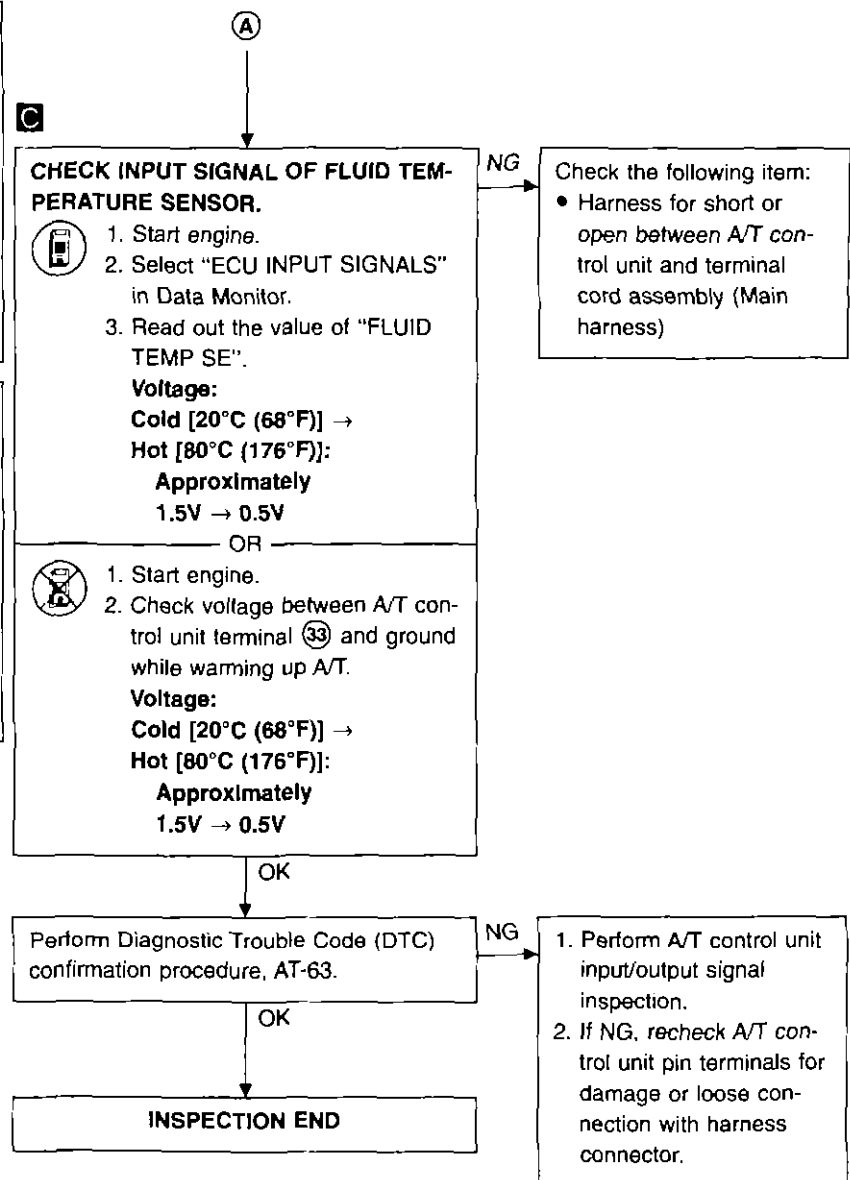 A
C
CHECK INPUT SIGNAL OF FLUID TEM-
PERATURE SENSOR.
1. Start engine.
2. Select “ECU INPUT SIGNALS”
in Data Monitor.
3. Read out the value of “FLUID
TEMP SE”.
Voltage:
Cold [20°C (68°F)] →
Hot [80°C (176°F)]:
Approximately
1.5V → 0.5V
OR
1. Start engine.
2. Check voltage between A/T con-
trol unit terminal 33 and ground
while warming up A/T.
Voltage:
Cold [20°C (68°F)] →
Hot [80°C (176°F)]:
Approximately
1.5V → 0.5V
NG
Check the following item:
• Harness for short or
open between A/T con-
trol unit and terminal
cord assembly (Main
harness)
OK
Perform Diagnostic Trouble Code (DTC)
confirmation procedure, AT-63.
NG
1. Perform A/T control unit
input/output signal
inspection.
2. If NG, recheck A/T con-
trol unit pin terminals for
damage or loose con-
nection with harness
connector.
OK
INSPECTION END